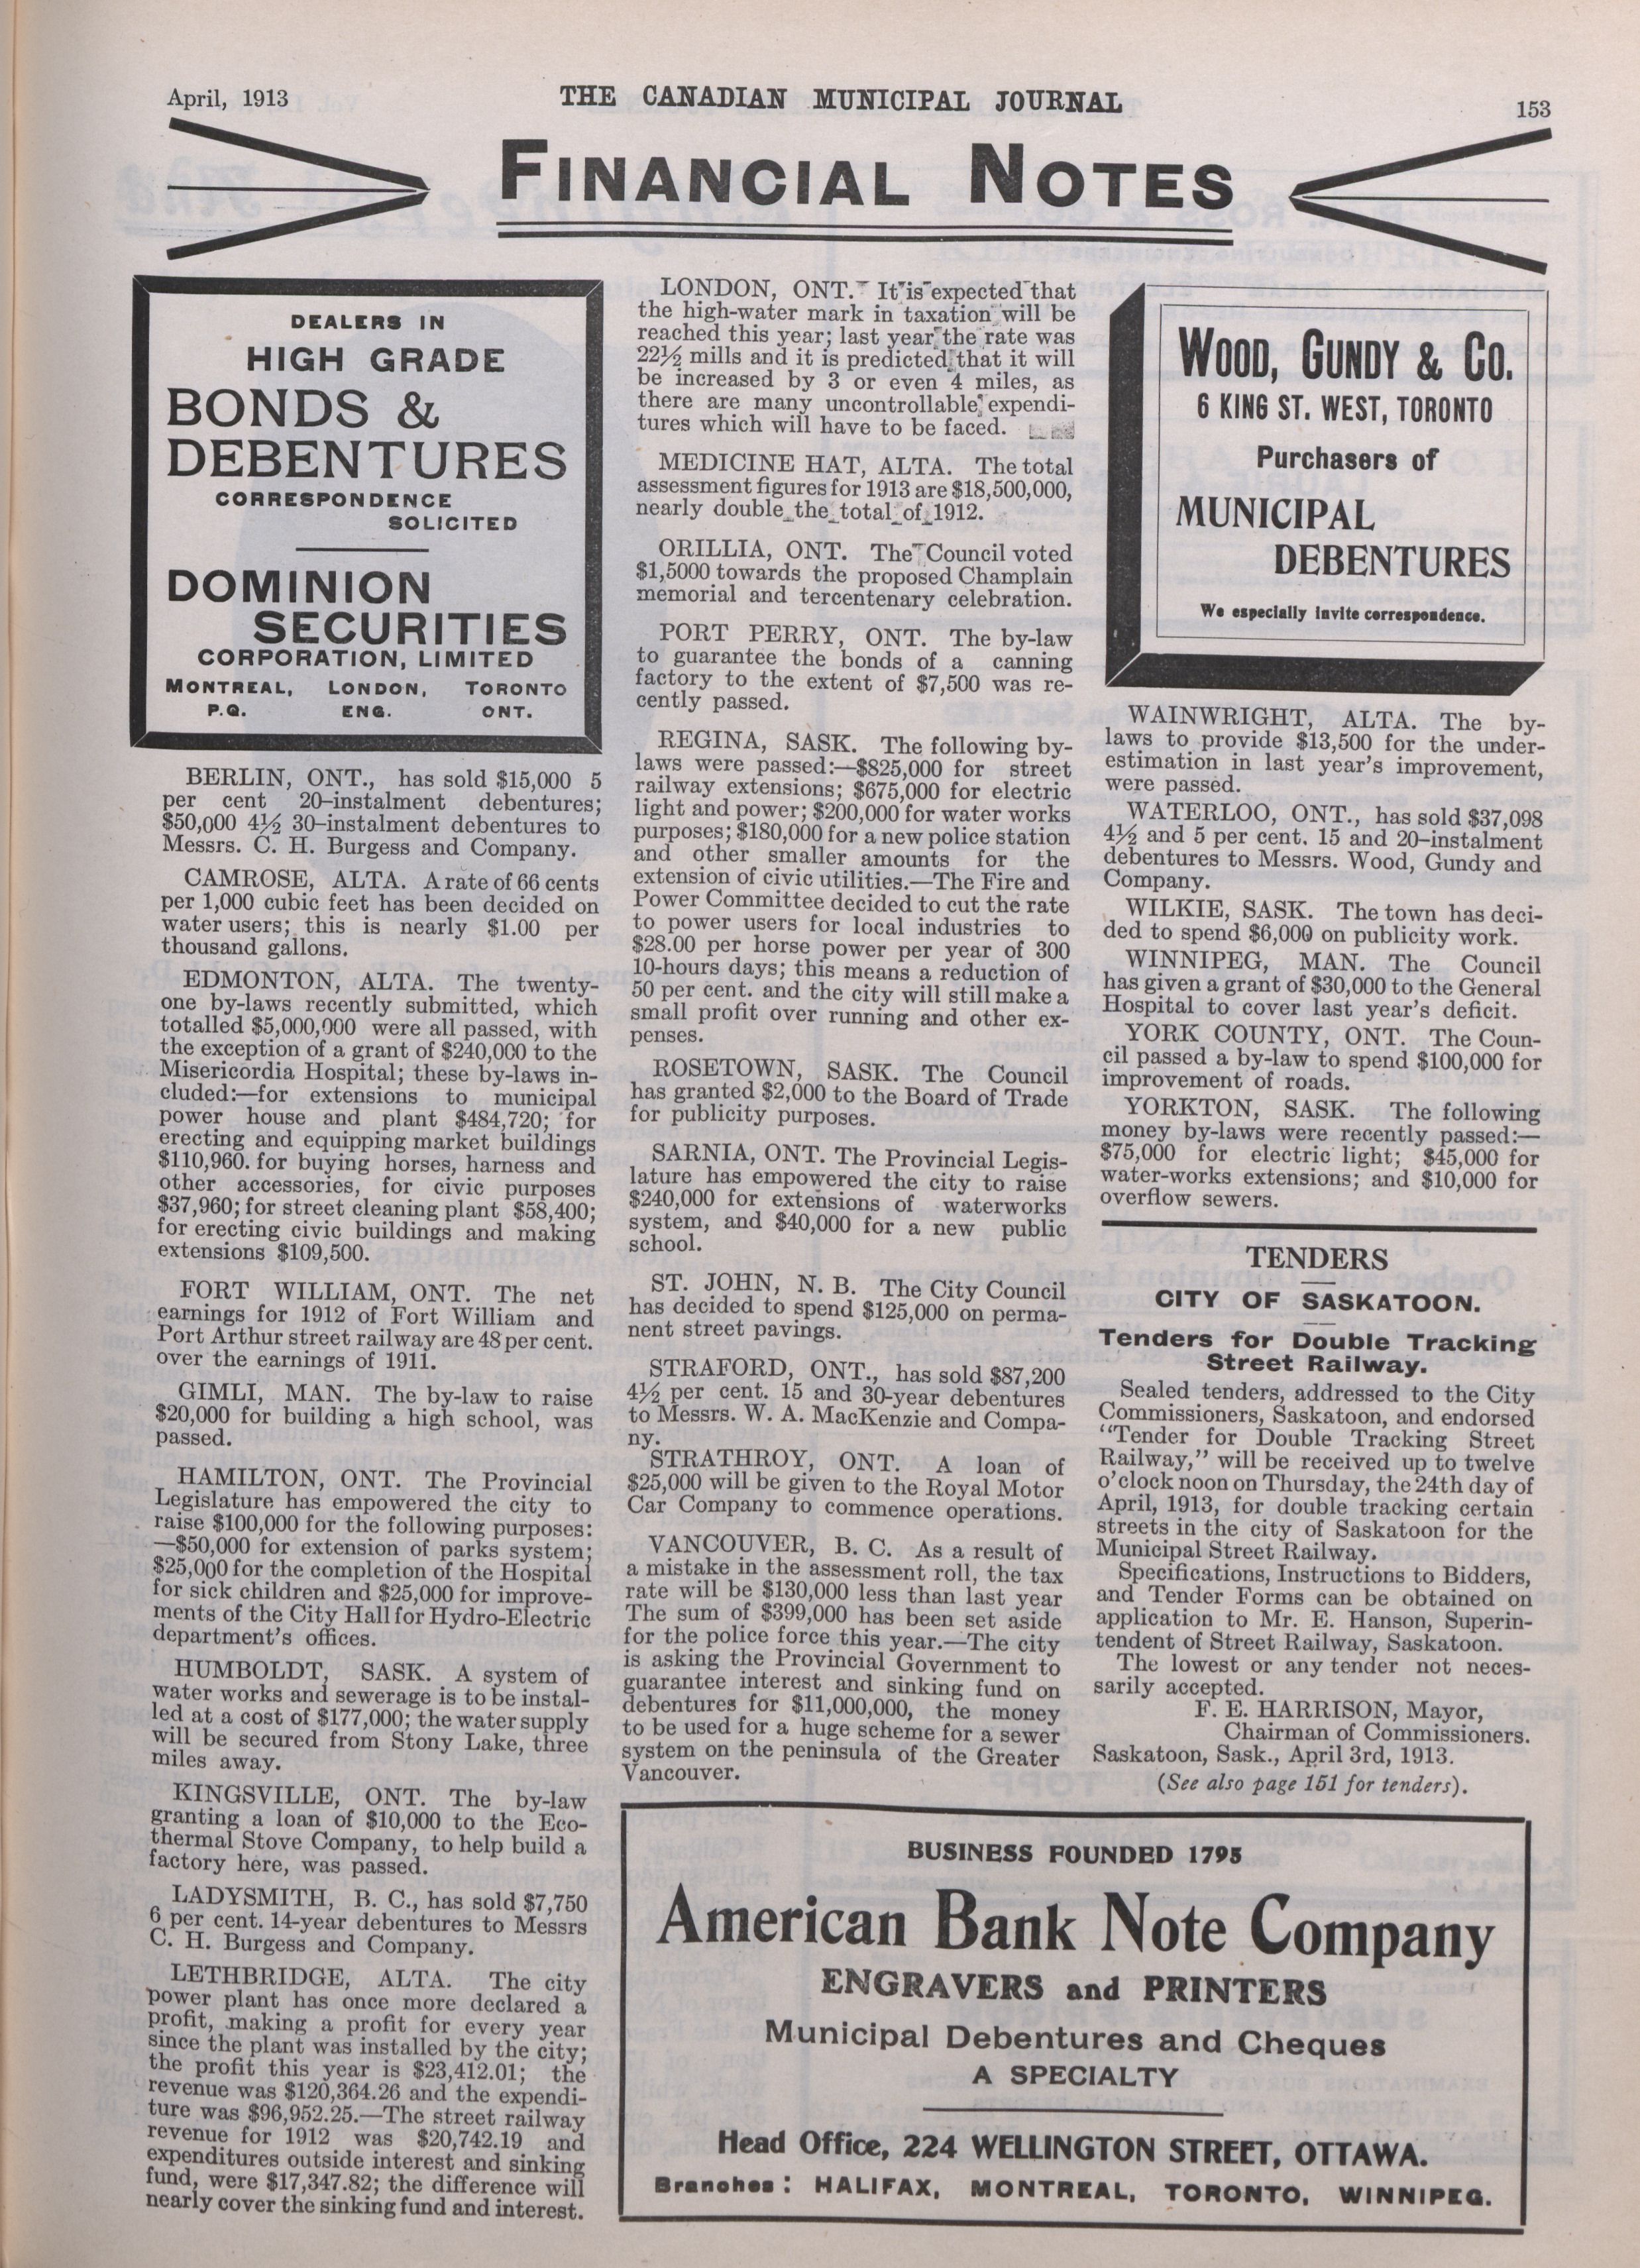 April, 1913
THE CANADIAN MUNICIPAL JOURNAL
153
FINANCIAL NOTES
DEALERS IN
HIGH GRADE
BONDS &
DEBENTURES
CORRESPONDENCE
SOLICITED
DOMINION
SECURITIES
CORPORATION, LIMITED
MONTREAL, LONDON, TORONTO
P.Q. ENG. ONT.
BERLIN, ONT., has sold $15,000 5
per cent 20-instalment debentures;
$50,000 4½ 30-instalment debentures to
Messrs. C. H. Burgess and Company.
CAMROSE, ALTA. A rate of 66 cents
per 1,000 cubic feet has been decided on
water users; this is nearly $1.00 per
thousand gallons.
EDMONTON, ALTA. The twenty-
one by-laws recently submitted, which
totalled $5,000,000 were all passed, with
the exception of a grant of $240,000 to the
Misericordia Hospital; these by-laws in-
cluded:—for extensions to municipal
power house and plant $484,720; for
erecting and equipping market buildings
$110,960. for buying horses, harness and
other accessories, for civic purposes
$37,960; for street cleaning plant $58,400;
for erecting civic buildings and making
extensions $109,500.
FORT WILLIAM, ONT. The net
earnings for 1912 of Fort William and
Port Arthur street railway are 48 per cent.
over the earnings of 1911.
GIMLI, MAN. The by-law to raise
$20,000 for building a high school, was
passed.
HAMILTON, ONT. The Provincial
Legislature has empowered the city to
raise $100,000 for the following purposes:
—$50,000 for extension of parks system;
$25,000 for the completion of the Hospital
for sick children and $25,000 for improve-
ments of the City Hall for Hydro-Electric
department's offices.
HUMBOLDT, SASK. A system of
water works and sewerage is to be instal-
led at a cost of $177,000; the water supply
will be secured from Stony Lake, three
miles away.
KINGSVILLE, ONT. The by-law
granting a loan of $10,000 to the Eco-
thermal Stove Company, to help build a
factory here, was passed.
LADYSMITH, B. C., has sold $7,750
6 per cent. 14-year debentures to Messrs
C. H. Burgess and Company.
LETHBRIDGE, ALTA. The city
power plant has once more declared a
profit, making a profit for every year
since the plant was installed by the city;
the profit this year is $23,412.01; the
revenue was $120,364.26 and the expendi-
ture was $96,952.25.—The street railway
revenue for 1912 was $20,742.19 and
expenditures outside interest and sinking
fund, were $17,347.82; the difference will
nearly cover the sinking fund and interest.
LONDON, ONT. It is expected that
the high-water mark in taxation will be
reached this year; last year the rate was
22½ mills and it is predicted that it will
be increased by 3 or even 4 miles, as
there are many uncontrollable expendi-
tures which will have to be faced.
MEDICINE HAT, ALTA. The total
assessment figures for 1913 are $18,500,000,
nearly double the total of 1912.
ORILLIA, ONT. The Council voted
$1,5000 towards the proposed Champlain
memorial and tercentenary celebration.
PORT PERRY, ONT. The by-law
to guarantee the bonds of a canning
factory to the extent of $7,500 was re-
cently passed.
REGINA, SASK. The following by-
laws were passed:—$825,000 for street
railway extensions; $675,000 for electric
light and power; $200,000 for water works
purposes; $180,000 for a new police station
and other smaller amounts for the
extension of civic utilities.—The Fire and
Power Committee decided to cut the rate
to power users for local industries to
$28.00 per horse power per year of 300
10-hours days; this means a reduction of
50 per cent. and the city will still make a
small profit over running and other ex-
penses.
ROSETOWN, SASK. The Council
has granted $2,000 to the Board of Trade
for publicity purposes.
SARNIA, ONT. The Provincial Legis-
lature has empowered the city to raise
$240,000 for extensions of waterworks
system, and $40,000 for a new public
school.
ST. JOHN, N. B. The City Council
has decided to spend $125,000 on perma-
nent street pavings.
STRAFORD, ONT., has sold $87,200
4½ per cent. 15 and 30-year debentures
to Messrs. W. A. MacKenzie and Compa-
ny.
STRATHROY, ONT. A loan of
$25,000 will be given to the Royal Motor
Car Company to commence operations.
VANCOUVER, B. C. As a result of
a mistake in the assessment roll, the tax
rate will be $130,000 less than last year
The sum of $399,000 has been set aside
for the police force this year.—The city
is asking the Provincial Government to
guarantee interest and sinking fund on
debentures for $11,000,000, the money
to be used for a huge scheme for a sewer
system on the peninsula of the Greater
Vancouver.
WOOD, GUNDY & CO.
6 KING ST. WEST, TORONTO
Purchasers of
MUNICIPAL
DEBENTURES
We especially invite correspondence.
WAINWRIGHT, ALTA. The by-
laws to provide $13,500 for the under-
estimation in last year's improvement,
were passed.
WATERLOO, ONT., has sold $37,098
4½ and 5 per cent. 15 and 20-instalment
debentures to Messrs. Wood, Gundy and
Company.
WILKIE, SASK. The town has deci-
ded to spend $6,000 on publicity work.
WINNIPEG, MAN. The Council
has given a grant of $30,000 to the General
Hospital to cover last year's deficit.
YORK COUNTY, ONT. The Coun-
cil passed a by-law to spend $100,000 for
improvement of roads.
YORKTON, SASK. The following
money by-laws were recently passed:—
$75,000 for electric light; $45,000 for
water-works extensions; and $10,000 for
overflow sewers.
TENDERS
CITY OF SASKATOON.
Tenders for Double Tracking
Street Railway.
Sealed tenders, addressed to the City
Commissioners, Saskatoon, and endorsed
"Tender for Double Tracking Street
Railway," will be received up to twelve
o'clock noon on Thursday, the 24th day of
April, 1913, for double tracking certain
streets in the city of Saskatoon for the
Municipal Street Railway.
Specifications, Instructions to Bidders,
and Tender Forms can be obtained on
application to Mr. E. Hanson, Superin-
tendent of Street Railway, Saskatoon.
The lowest or any tender not neces-
sarily accepted.
F. E. HARRISON, Mayor,
Chairman of Commissioners.
Saskatoon, Sask., April 3rd, 1913.
(See also page 151 for tenders).
BUSINESS FOUNDED 1795
American Bank Note Company
ENGRAVERS and PRINTERS
Municipal Debentures and Cheques
A SPECIALTY
Head Office, 224 WELLINGTON STREET, OTTAWA.
Branches: HALIFAX, MONTREAL, TORONTO, WINNIPEG.